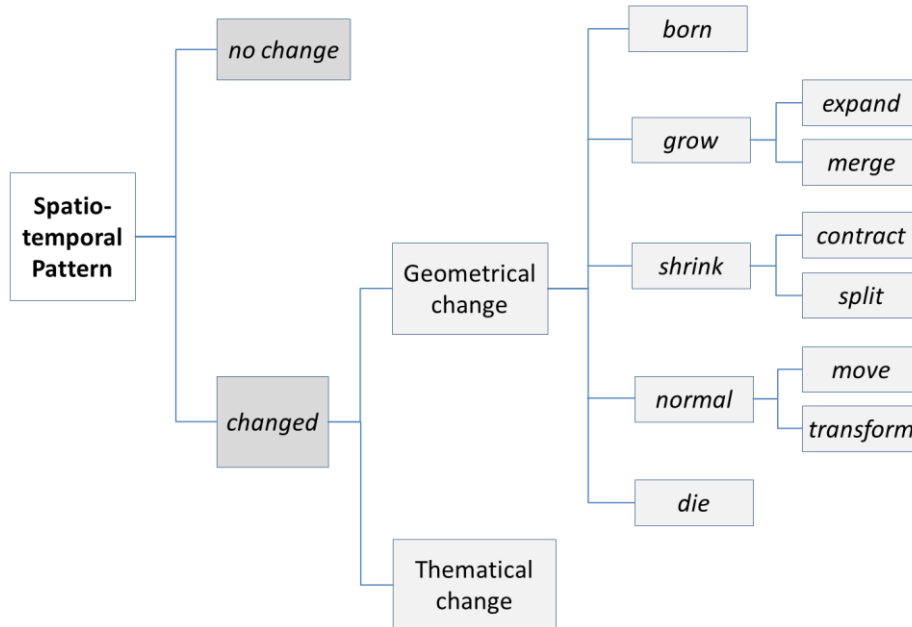 Spatio-
temporal
Pattern
no change
changed
Geometrical
change
Thematical
change
born
grow
expand
merge
shrink
contract
split
normal
move
transform
die